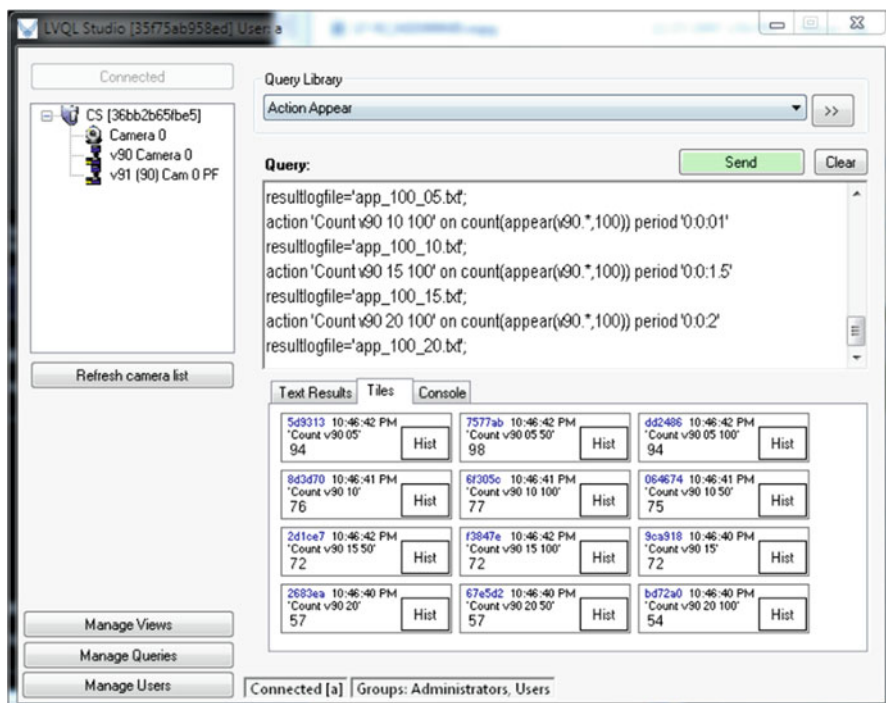 LVQL Studio [35f75ab958ed] User: a
Connected
CS [36bb2b65fbe5]
Camera 0
v90 Camera 0
v91 (90) Cam 0 PF
Refresh camera list
Manage Views
Manage Queries
Manage Users
Query Library
Action Appear
>>
Query:
Send
Clear
resultlogfile='app_100_05.txt';
action 'Count v90 10 100' on count(appear(v90.*,100)) period '0:0:01'
resultlogfile='app_100_10.txt';
action 'Count v90 15 100' on count(appear(v90.*,100)) period '0:0:1.5'
resultlogfile='app_100_15.txt';
action 'Count v90 20 100' on count(appear(v90.*,100)) period '0:0:2'
resultlogfile='app_100_20.txt';
Text Results Tiles Console
5d9313 10:46:42 PM
'Count v90 05'
94
Hist
7577ab 10:46:42 PM
'Count v90 05 50'
98
Hist
dd2486 10:46:42 PM
'Count v90 05 100'
94
Hist
8d3d70 10:46:41 PM
'Count v90 10'
76
Hist
6f305c 10:46:41 PM
'Count v90 10 100'
77
Hist
064674 10:46:41 PM
'Count v90 10 50'
75
Hist
2d1ce7 10:46:42 PM
'Count v90 15 50'
72
Hist
f3847e 10:46:42 PM
'Count v90 15 100'
72
Hist
9ca918 10:46:40 PM
'Count v90 15'
72
Hist
2683ea 10:46:40 PM
'Count v90 20'
57
Hist
67e5d2 10:46:40 PM
'Count v90 20 50'
57
Hist
bd72a0 10:46:40 PM
'Count v90 20 100'
54
Hist
Connected [a] Groups: Administrators, Users